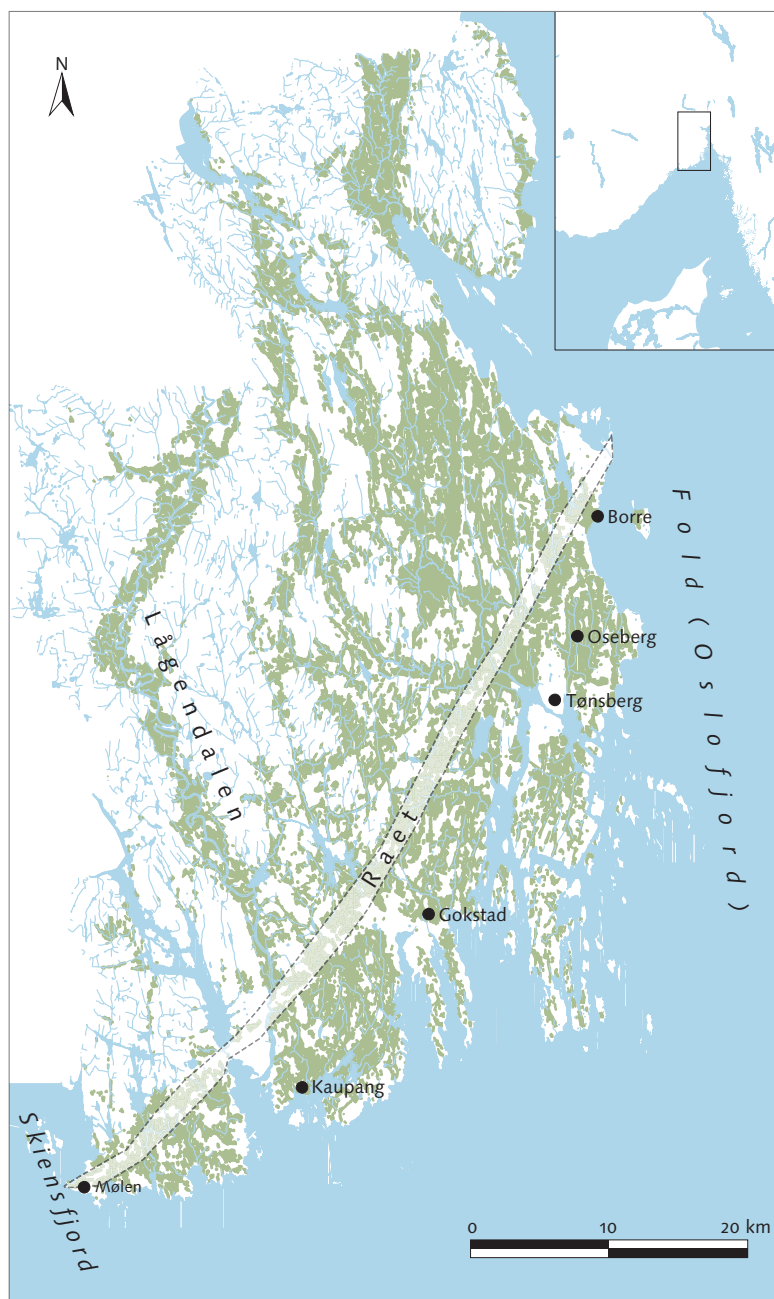 N
Borre
Fold (Oslofjord)
Oseberg
Lågendalen
Tønsberg
Raet
Gokstad
Kaupang
Skiensfjord
Mølen
0 10 20 km